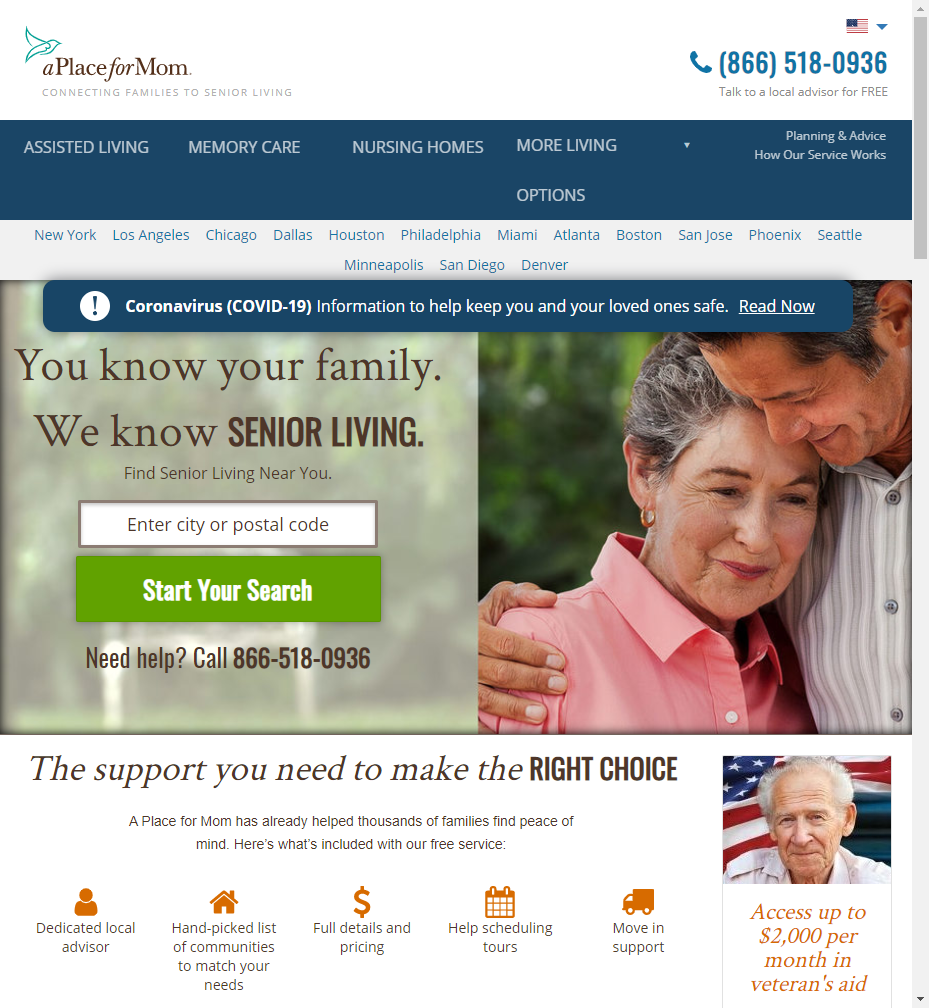 aPlaceforMom.
CONNECTING FAMILIES TO SENIOR LIVING
(866) 518-0936
Talk to a local advisor for FREE
ASSISTED LIVING
MEMORY CARE
NURSING HOMES
MORE LIVING OPTIONS
Planning & Advice
How Our Service Works
New York Los Angeles Chicago Dallas Houston Philadelphia Miami Atlanta Boston San Jose Phoenix Seattle
Minneapolis San Diego Denver
! Coronavirus (COVID-19) Information to help keep you and your loved ones safe. Read Now
You know your family.
We know SENIOR LIVING.
Find Senior Living Near You.
Enter city or postal code
Start Your Search
Need help? Call 866-518-0936
The support you need to make the RIGHT CHOICE
A Place for Mom has already helped thousands of families find peace of
mind. Here’s what’s included with our free service:
$
Dedicated local
advisor
Hand-picked list
of communities
to match your
needs
Full details and
pricing
Help scheduling
tours
Move in
support
Access up to
$2,000 per
month in
veteran's aid